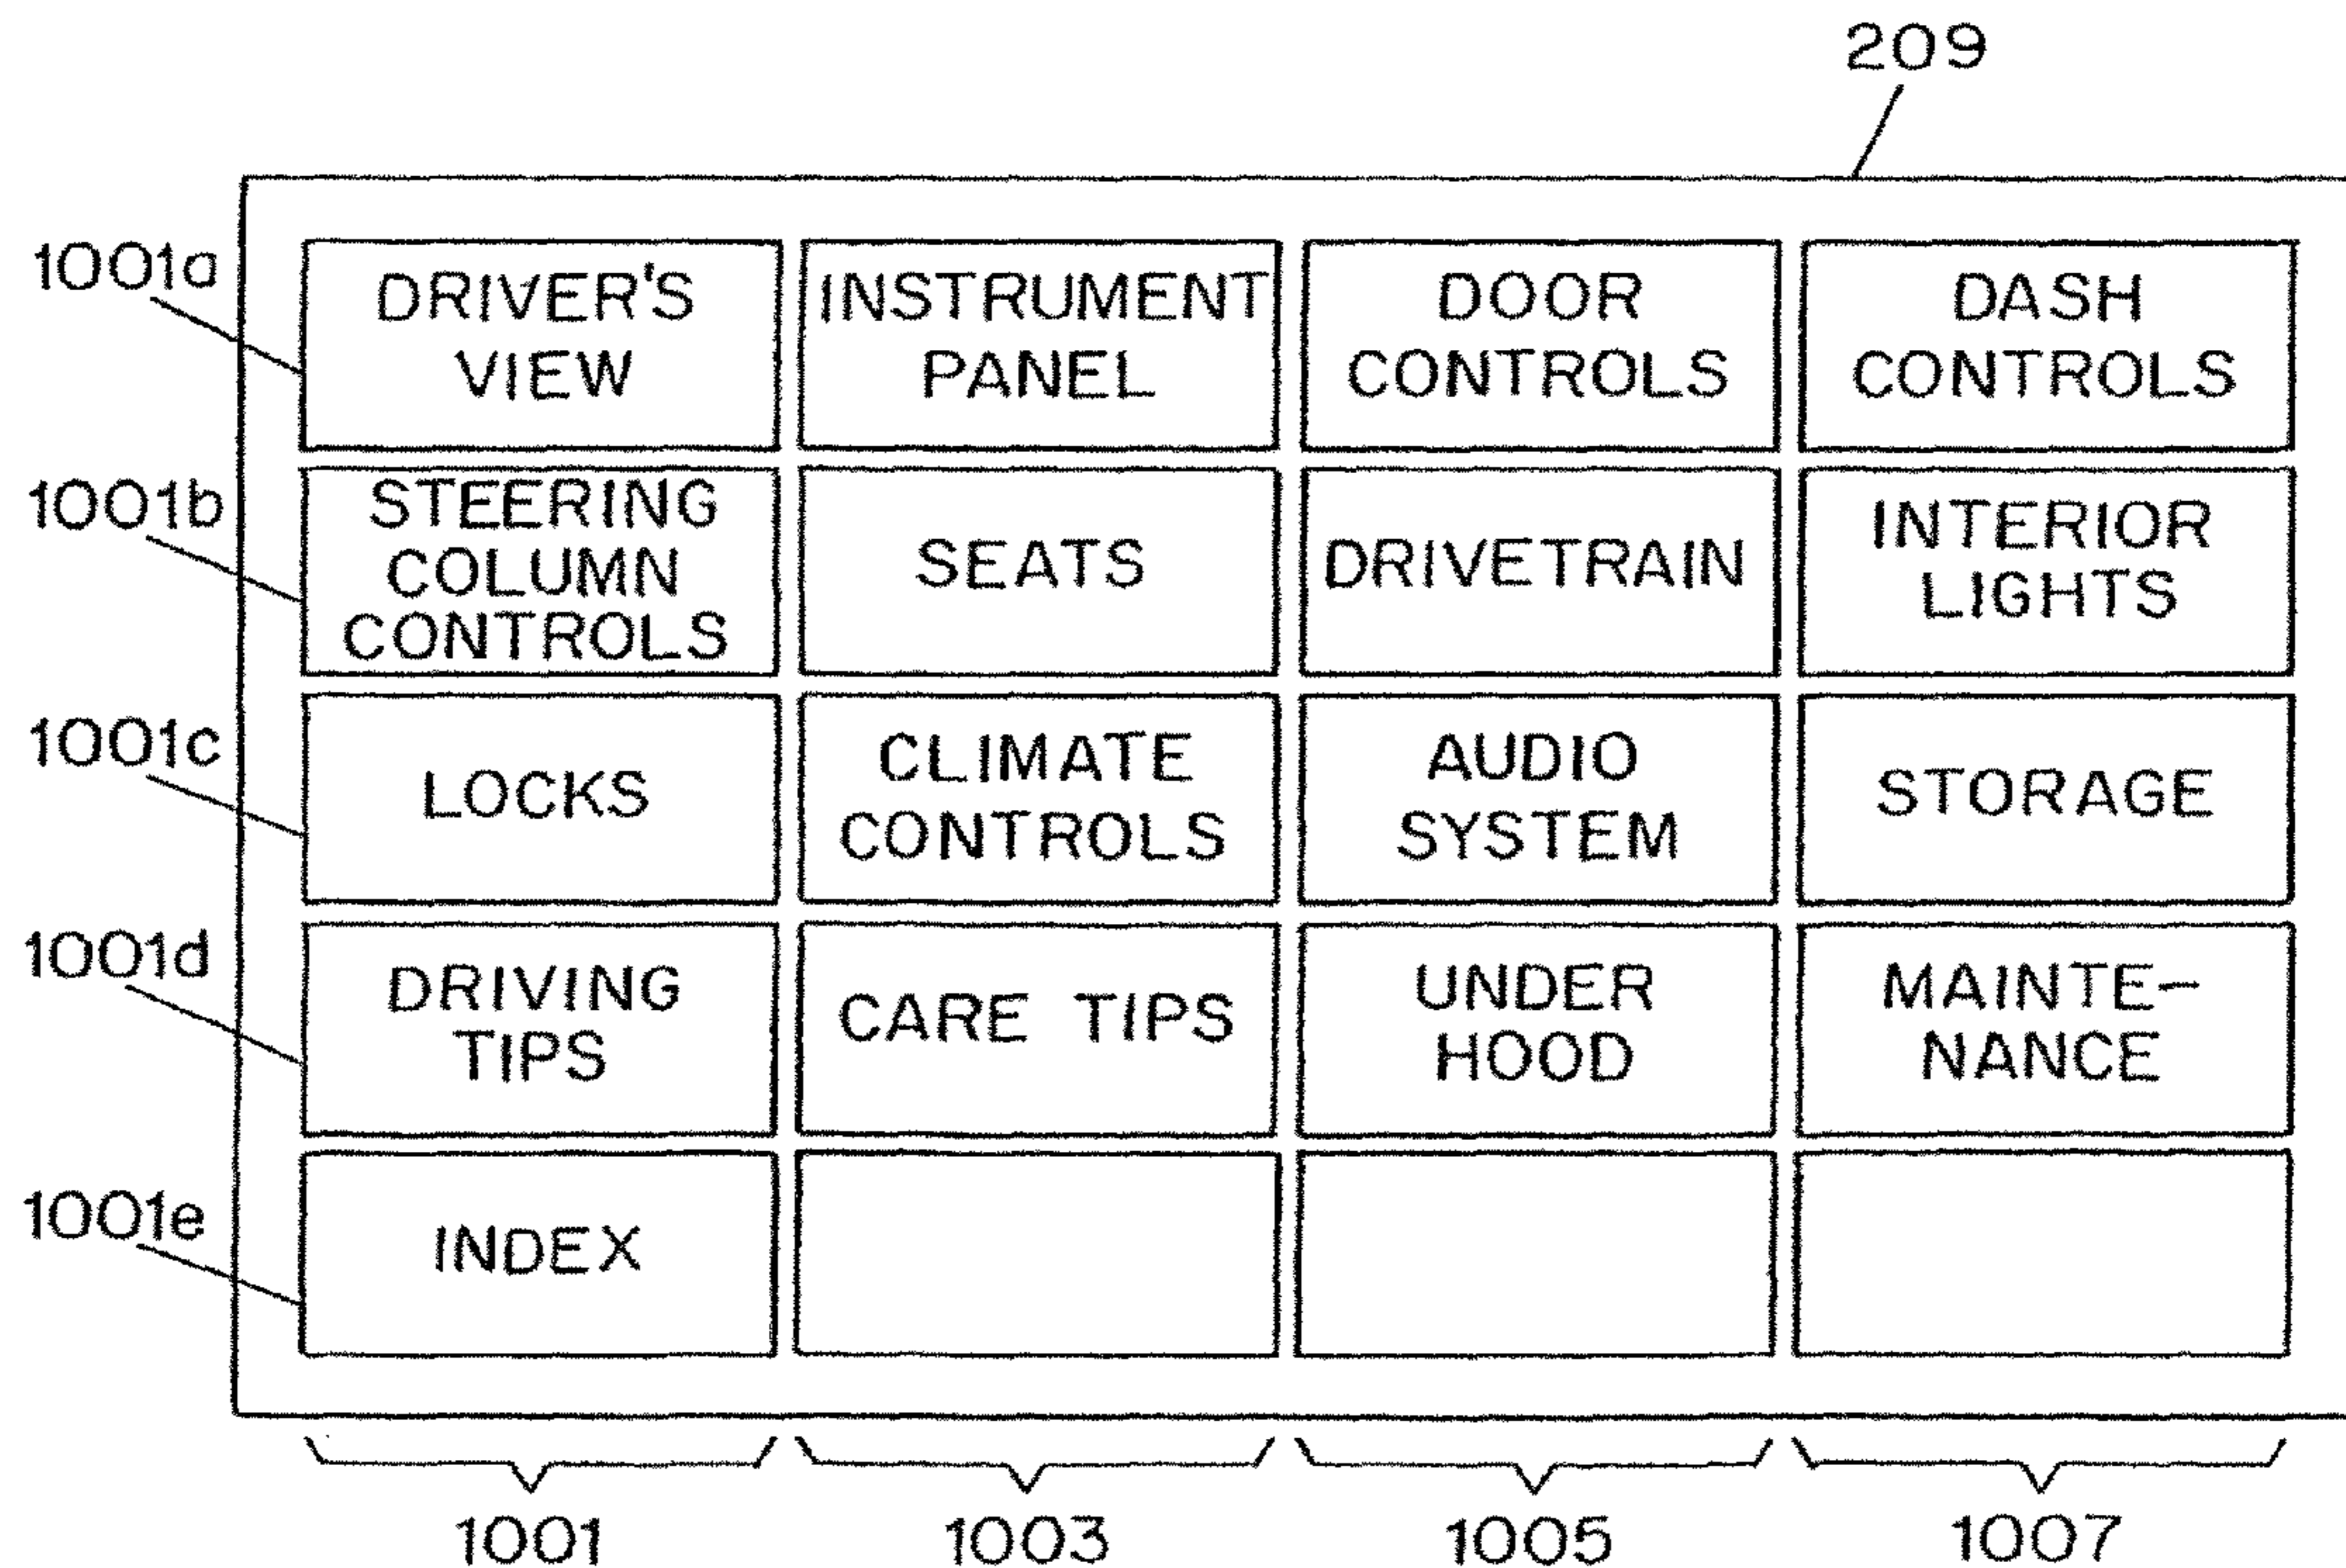 209
1001a
DRIVER'S
VIEW
INSTRUMENT
PANEL
DOOR
CONTROLS
DASH
CONTROLS
1001b
STEERING
COLUMN
CONTROLS
SEATS
DRIVETRAIN
INTERIOR
LIGHTS
1001c
LOCKS
CLIMATE
CONTROLS
AUDIO
SYSTEM
STORAGE
1001d
DRIVING
TIPS
CARE TIPS
UNDER
HOOD
MAINTE-
NANCE
1001e
INDEX
1001
1003
1005
1007